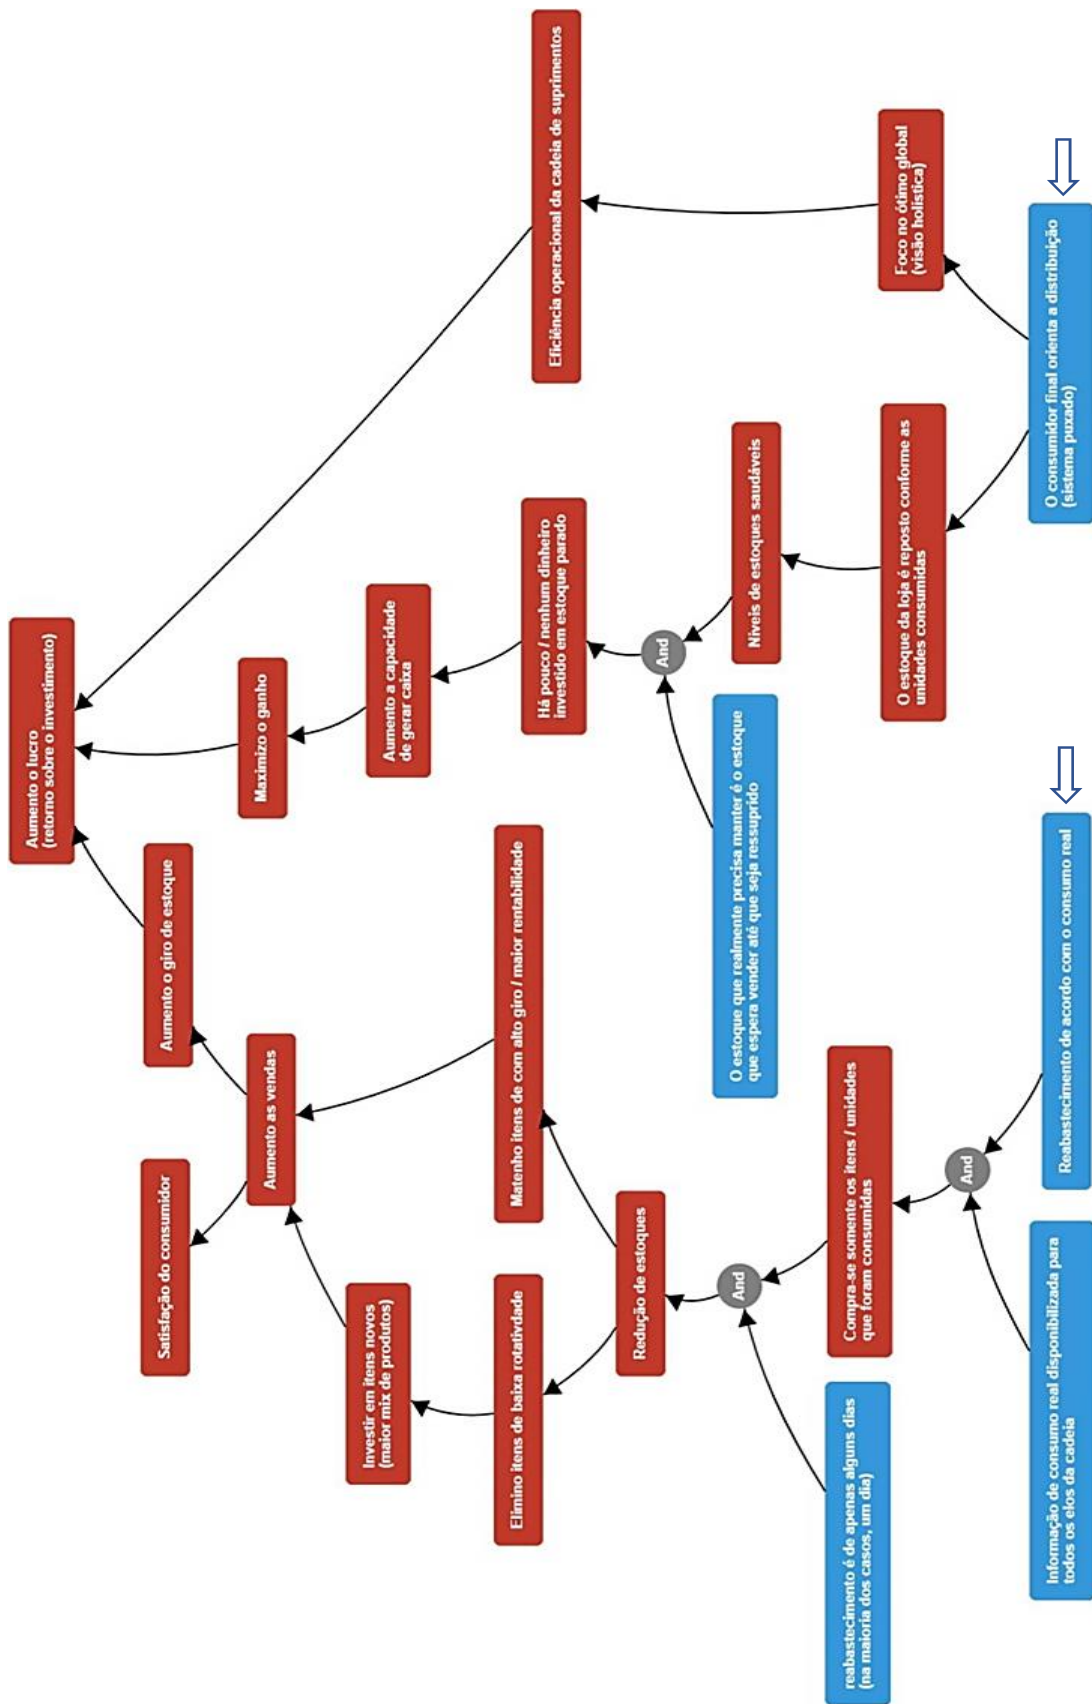 Aumento o lucro
(retorno sobre o investimento)
Satisfação do consumidor
Aumento o giro de estoque
Aumento as vendas
Maximizo o ganho
Investir em itens novos
(maior mix de produtos)
Aumento a capacidade
de gerar caixa
Elimino itens de baixa rotativdade
Matenho itens de com alto giro / maior rentabilidade
Há pouco / nenhum dinheiro
investido em estoque parado
Eficiência operacional da cadeia de suprimentos
Redução de estoques
And
And
Níveis de estoques saudáveis
O estoque que realmente precisa manter é o estoque
que espera vender até que seja ressuprido
reabastecimento é de apenas alguns dias
(na maioria dos casos, um dia)
Compra-se somente os itens / unidades
que foram consumidas
O estoque da loja é reposto conforme as
unidades consumidas
Foco no ótimo global
(visão holística)
And
Informação de consumo real disponibilizada para
todos os elos da cadeia
Reabastecimento de acordo com o consumo real
O consumidor final orienta a distribuição
(sistema puxado)